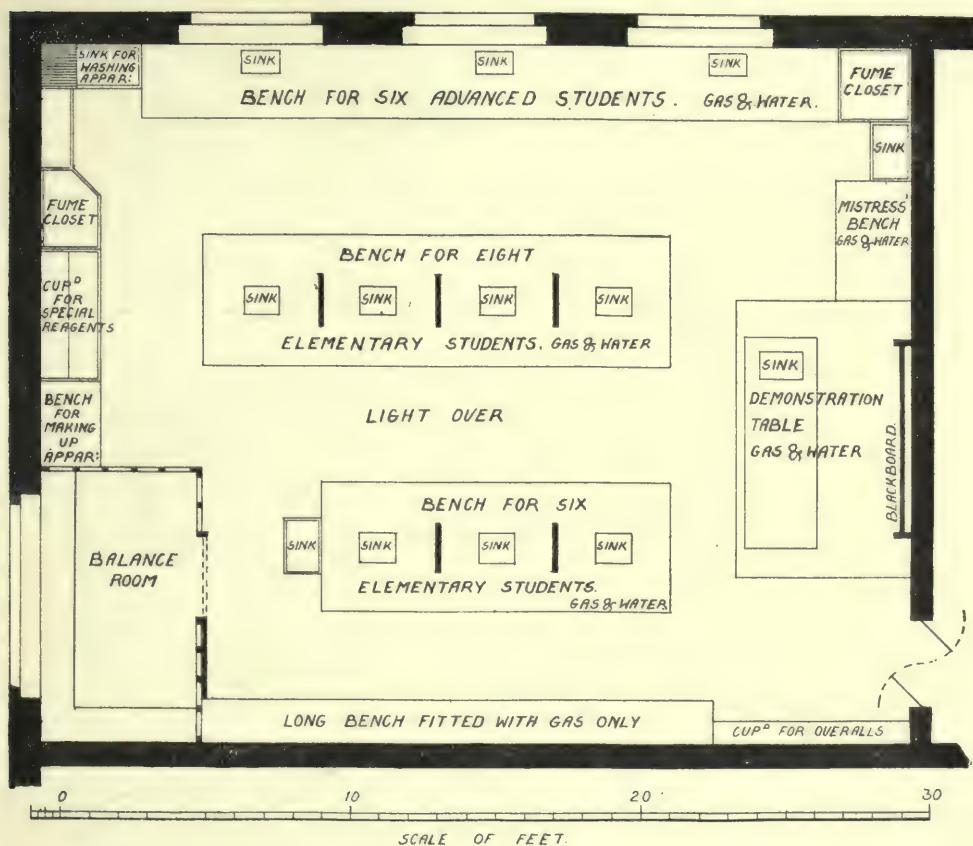 SINK FOR
WASHING
APPAR:
SINK
SINK
SINK
BENCH FOR SIX ADVANCED STUDENTS. GAS & WATER.
FUME
CLOSET
SINK
FUME
CLOSET
MISTRESS'
BENCH
GAS & WATER
BENCH FOR EIGHT
SINK
SINK
SINK
SINK
ELEMENTARY STUDENTS. GAS & WATER
CUPD
FOR
SPECIAL
REAGENTS
SINK
DEMONSTRATION
TABLE
GAS & WATER
BLACKBOARD.
LIGHT OVER
BENCH
FOR
MAKING
UP
APPAR:
BENCH FOR SIX
SINK
SINK
SINK
SINK
ELEMENTARY STUDENTS.
GAS & WATER
BALANCE
ROOM
LONG BENCH FITTED WITH GAS ONLY
CUPD FOR OVERALLS
0 10 20 30
SCALE OF FEET.